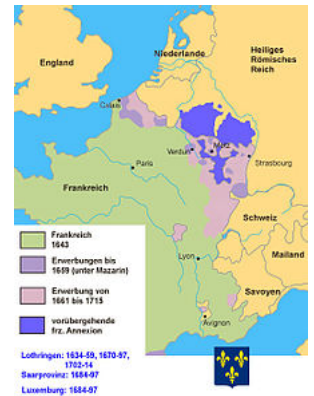 Niederlande
Heiliges
Römisches
Reich
England
Calais
Verdun
Metz
Strasbourg
Paris
Frankreich
Schweiz
Mailand
Lyon
Savoyen
Avignon
Frankreich
1643
Erwerbungen bis
1659 (unter Mazarin)
Erwerbung von
1661 bis 1715
vorübergehende
frz. Annexion
Lothringen: 1634-59, 1670-97,
1702-14
Saarprovinz: 1684-97
Luxemburg: 1684-97